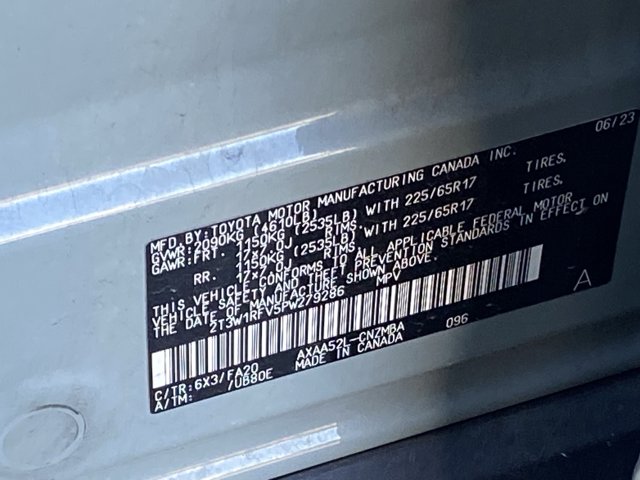 06/23
MFD.BY:TOYOTA MOTOR MANUFACTURING CANADA INC.
GVWR:2090KG (4610LB)
GAWR:FRT. 1150KG (2535LB) WITH 225/65R17 TIRES,
17X7.0J RIMS,
RR. 1150KG (2535LB) WITH 225/65R17 TIRES,
17X7.0J RIMS
THIS VEHICLE CONFORMS TO ALL APPLICABLE FEDERAL MOTOR
VEHICLE SAFETY AND THEFT PREVENTION STANDARDS IN EFFECT ON
THE DATE OF MANUFACTURE SHOWN ABOVE.
2T3W1RFV5PW279286 MPV
A
C/TR:6X3/FA20 AXAA52L-CNZMBA 096
A/TM: /UB80E MADE IN CANADA